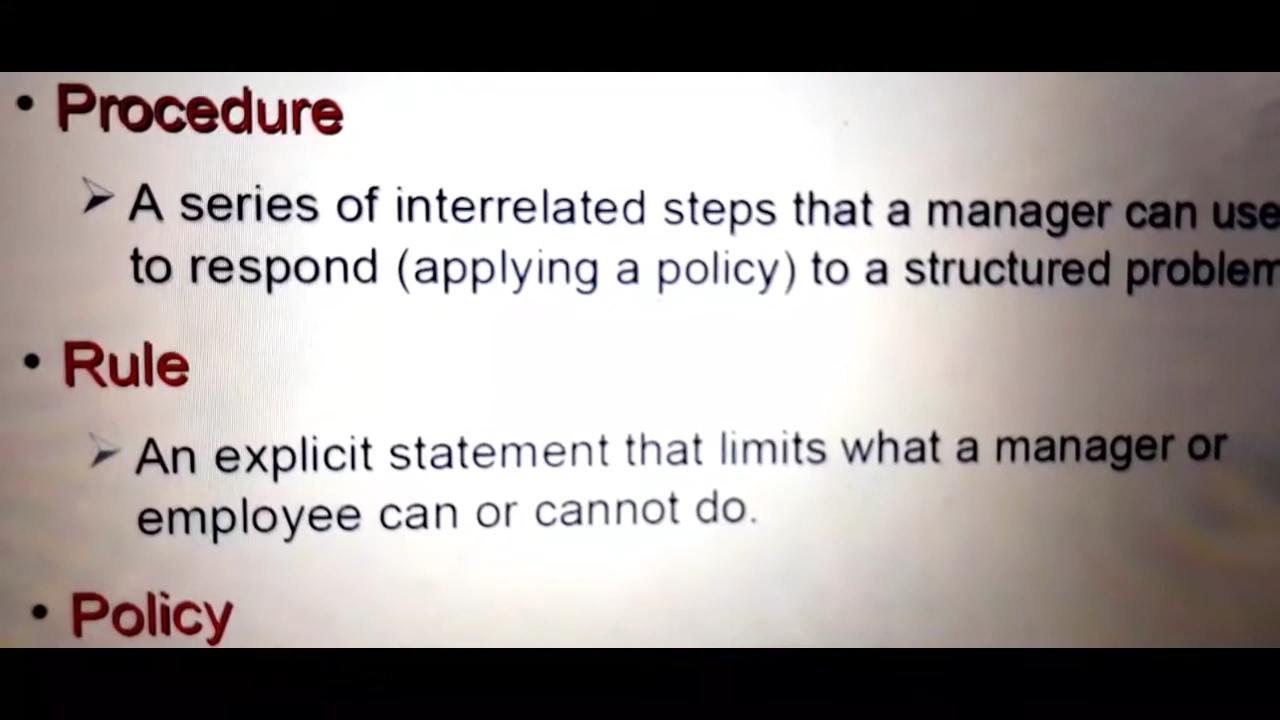 • Procedure
➢ A series of interrelated steps that a manager can use
to respond (applying a policy) to a structured problem
• Rule
➢ An explicit statement that limits what a manager or
employee can or cannot do.
• Policy